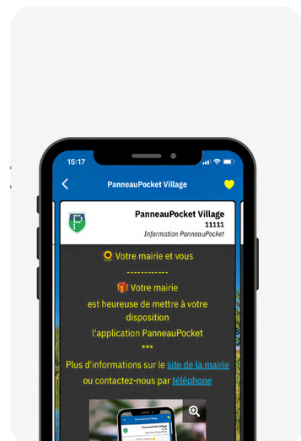 15:17
PanneauPocket Village
PanneauPocket Village
11111
Information PanneauPocket
Votre mairie et vous
------------
Votre mairie
est heureuse de mettre à votre
disposition
l'application PanneauPocket
***
Plus d'informations sur le site de la mairie
ou contactez-nous par téléphone